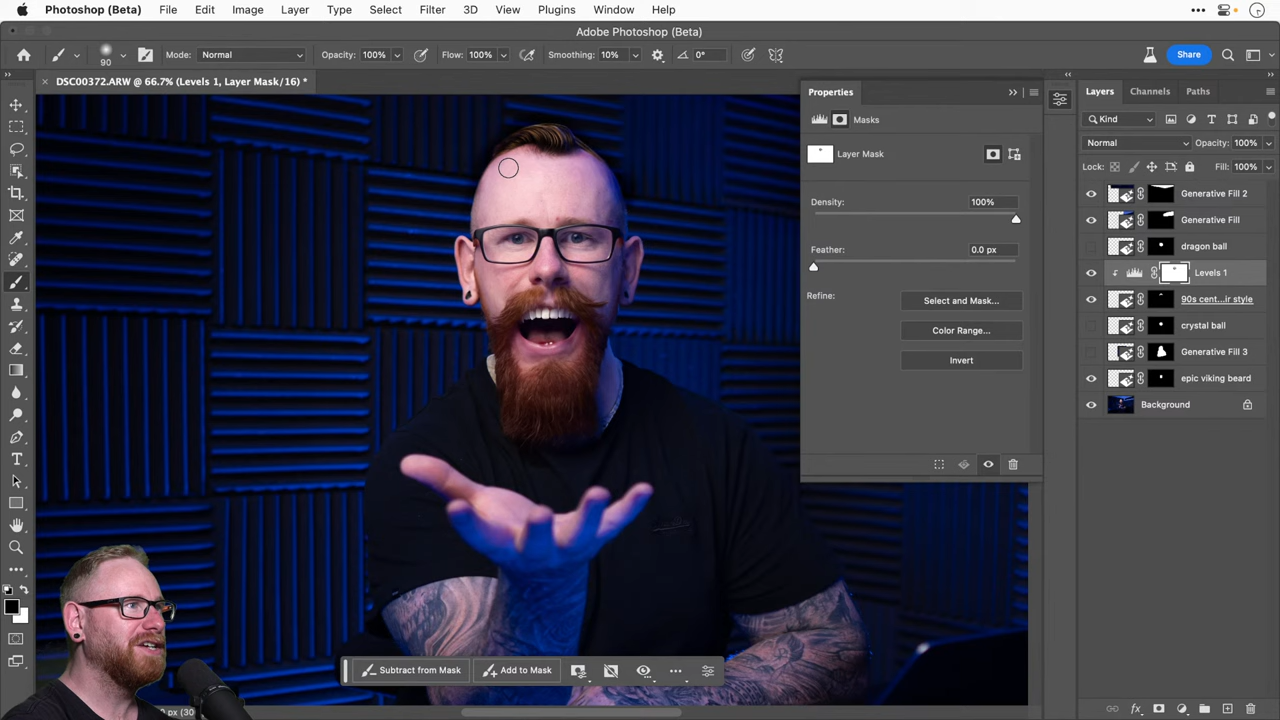 Photoshop (Beta) File Edit Image Layer Type Select Filter 3D View Plugins Window Help
Adobe Photoshop (Beta)
90 Mode: Normal Opacity: 100% Flow: 100% Smoothing: 10% 0° Share
DSC00372.ARW @ 66.7% (Levels 1, Layer Mask/16) *
Properties
Masks
Layer Mask
Density: 100%
Feather: 0.0 px
Refine: Select and Mask...
Color Range...
Invert
Layers Channels Paths
Kind
Normal Opacity: 100%
Lock: Fill: 100%
Generative Fill 2
Generative Fill
dragon ball
Levels 1
90s cent...ir style
crystal ball
Generative Fill 3
epic viking beard
Background
Subtract from Mask Add to Mask
px (30